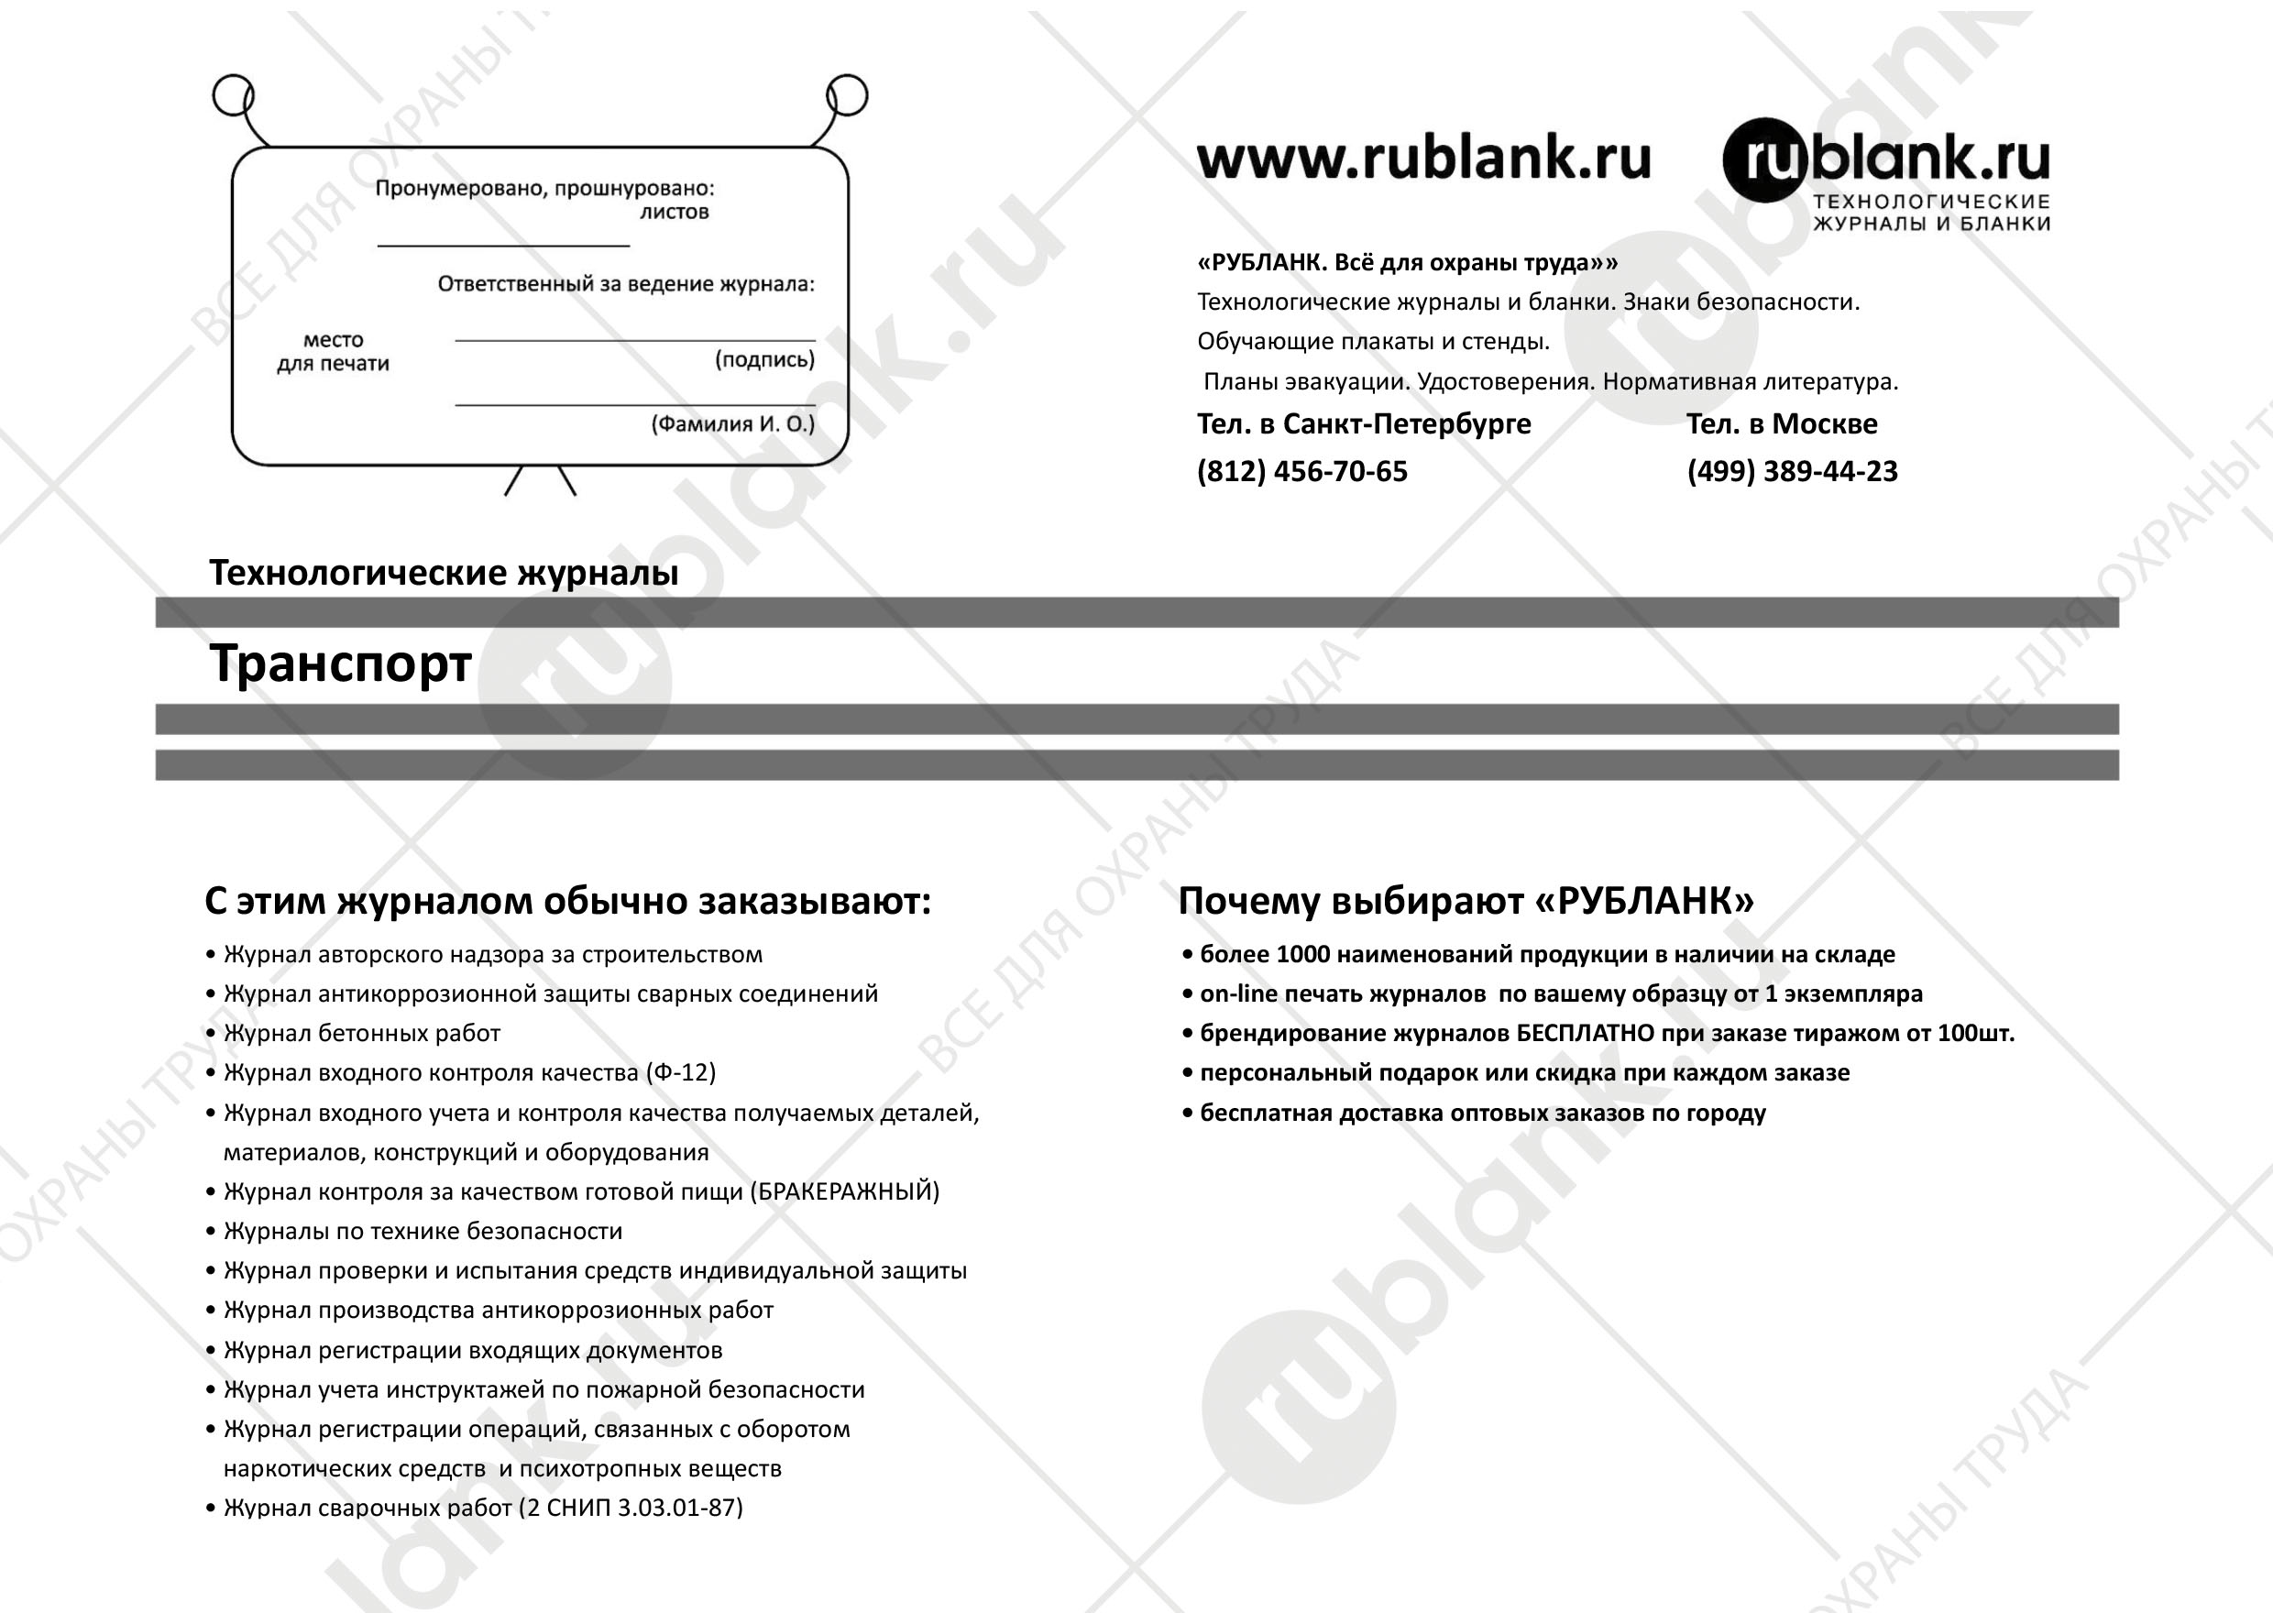 Пронумеровано, прошнуровано:
листов
Ответственный за ведение журнала:
место
для печати
(подпись)
(Фамилия И. О.)
www.rublank.ru
rublank.ru
ТЕХНОЛОГИЧЕСКИЕ
ЖУРНАЛЫ И БЛАНКИ
«РУБЛАНК. Всё для охраны труда»»
Технологические журналы и бланки. Знаки безопасности.
Обучающие плакаты и стенды.
Планы эвакуации. Удостоверения. Нормативная литература.
Тел. в Санкт-Петербурге Тел. в Москве
(812) 456-70-65 (499) 389-44-23
Технологические журналы
Транспорт
С этим журналом обычно заказывают:
• Журнал авторского надзора за строительством
• Журнал антикоррозионной защиты сварных соединений
• Журнал бетонных работ
• Журнал входного контроля качества (Ф-12)
• Журнал входного учета и контроля качества получаемых деталей,
материалов, конструкций и оборудования
• Журнал контроля за качеством готовой пищи (БРАКЕРАЖНЫЙ)
• Журналы по технике безопасности
• Журнал проверки и испытания средств индивидуальной защиты
• Журнал производства антикоррозионных работ
• Журнал регистрации входящих документов
• Журнал учета инструктажей по пожарной безопасности
• Журнал регистрации операций, связанных с оборотом
наркотических средств  и психотропных веществ
• Журнал сварочных работ (2 СНИП 3.03.01-87)
Почему выбирают «РУБЛАНК»
• более 1000 наименований продукции в наличии на складе
• on-line печать журналов  по вашему образцу от 1 экземпляра
• брендирование журналов БЕСПЛАТНО при заказе тиражом от 100шт.
• персональный подарок или скидка при каждом заказе
• бесплатная доставка оптовых заказов по городу
rublank.ru
ВСЕ ДЛЯ ОХРАНЫ ТРУДА
rublank.ru